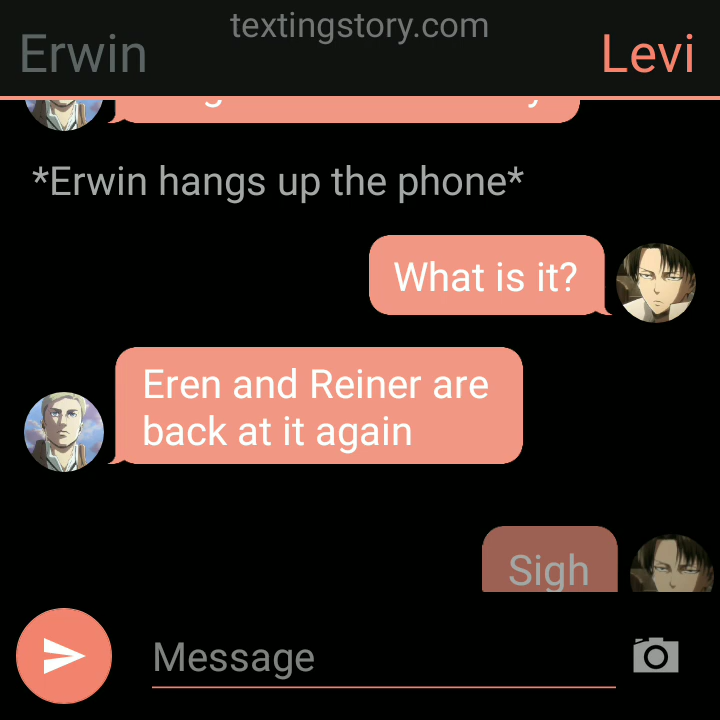 textingstory.com
Erwin
Levi
*Erwin hangs up the phone*
What is it?
Eren and Reiner are
back at it again
Sigh
Message